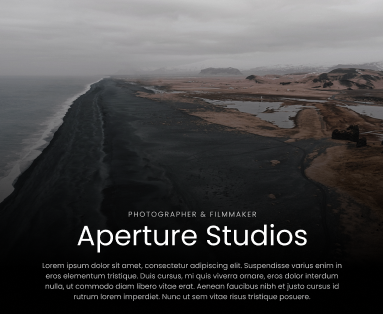 PHOTOGRAPHER & FILMMAKER
Aperture Studios
Lorem ipsum dolor sit amet, consectetur adipiscing elit. Suspendisse varius enim in
eros elementum tristique. Duis cursus, mi quis viverra ornare, eros dolor interdum
nulla, ut commodo diam libero vitae erat. Aenean faucibus nibh et justo cursus id
rutrum lorem imperdiet. Nunc ut sem vitae risus tristique posuere.